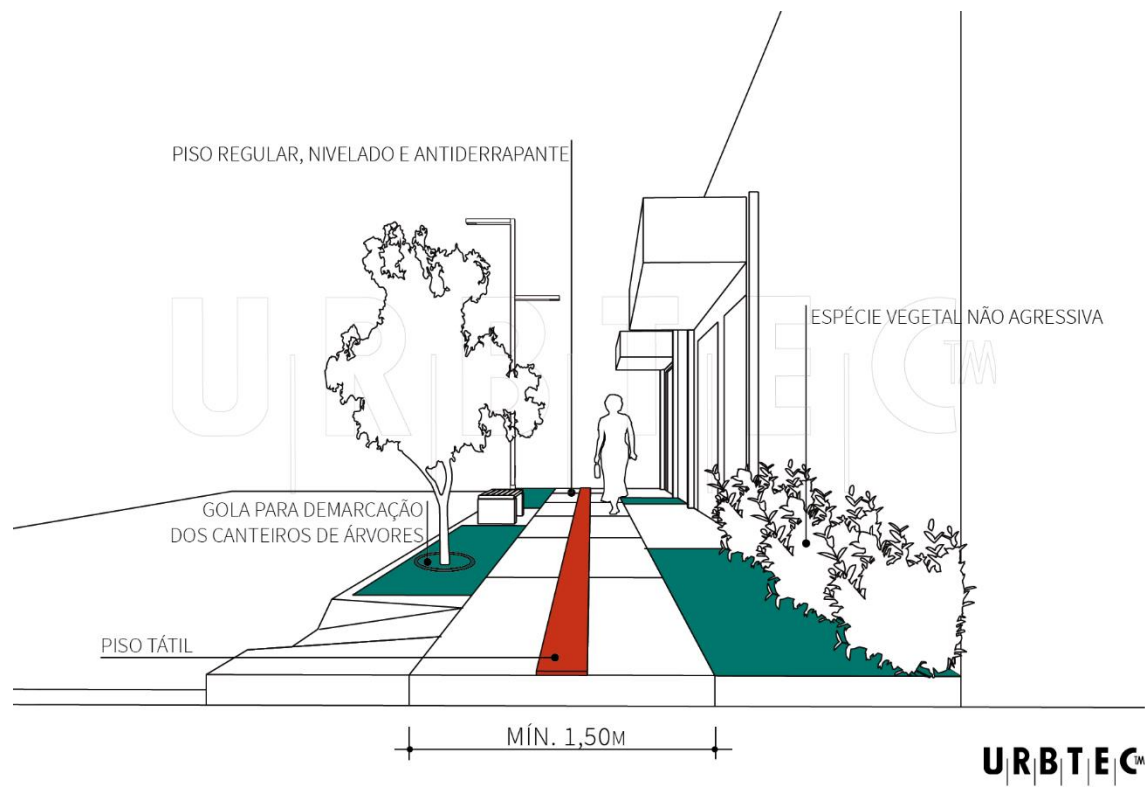 PISO REGULAR, NIVELADO E ANTIDERRAPANTE
URBTEC™
ESPÉCIE VEGETAL NÃO AGRESSIVA
GOLA PARA DEMARCAÇÃO
DOS CANTEIROS DE ÁRVORES
PISO TÁTIL
MÍN. 1,50M
URBTEC™